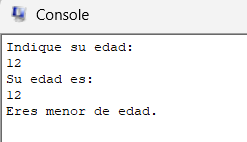 Console
Indique su edad:
12
Su edad es:
12
Eres menor de edad.